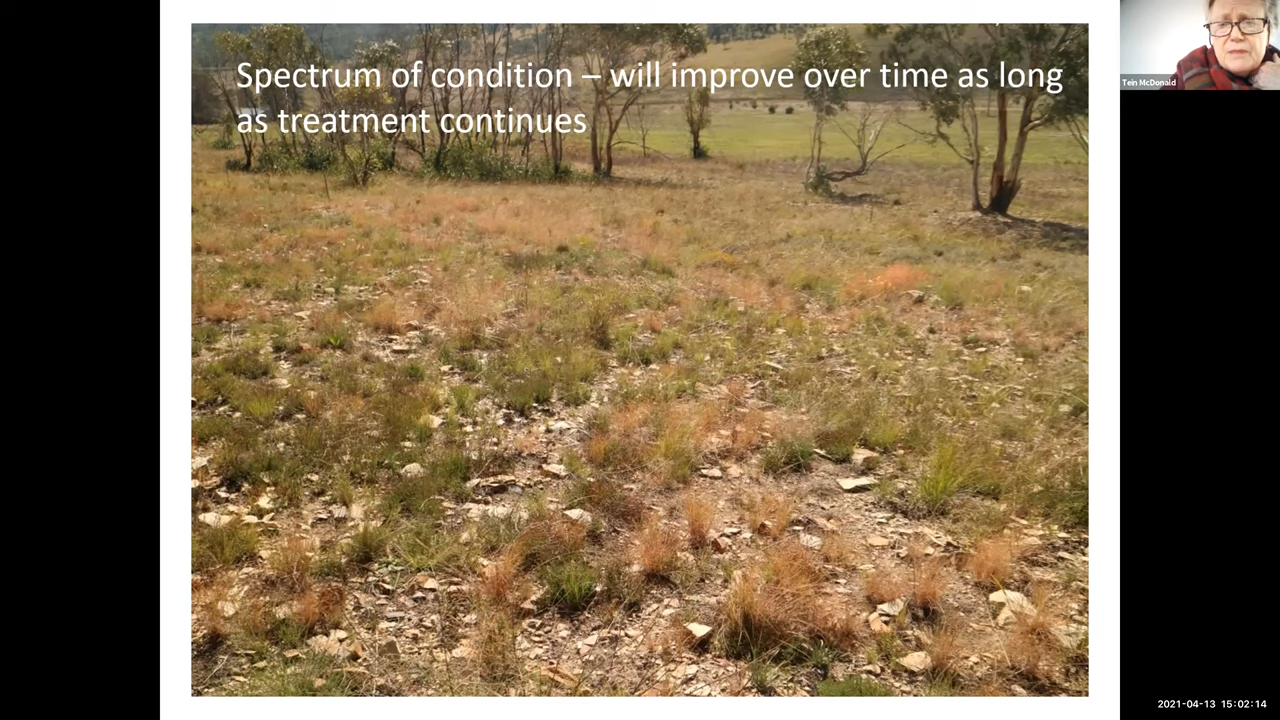 Spectrum of condition – will improve over time as long
as treatment continues
Tein McDonald
2021-04-13 15:02:14